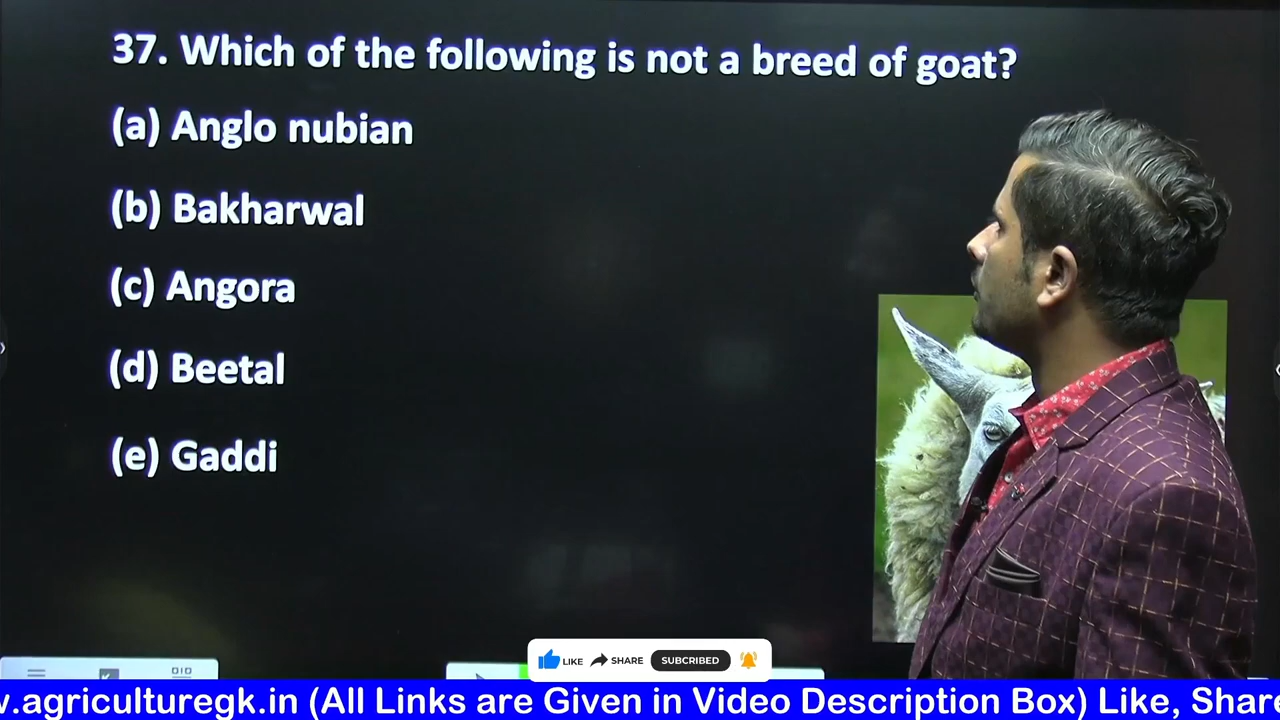 37. Which of the following is not a breed of goat?
(a) Anglo nubian
(b) Bakharwal
(c) Angora
(d) Beetal
(e) Gaddi
LIKE SHARE SUBCRIBED
.agriculturegk.in (All Links are Given in Video Description Box) Like, Share